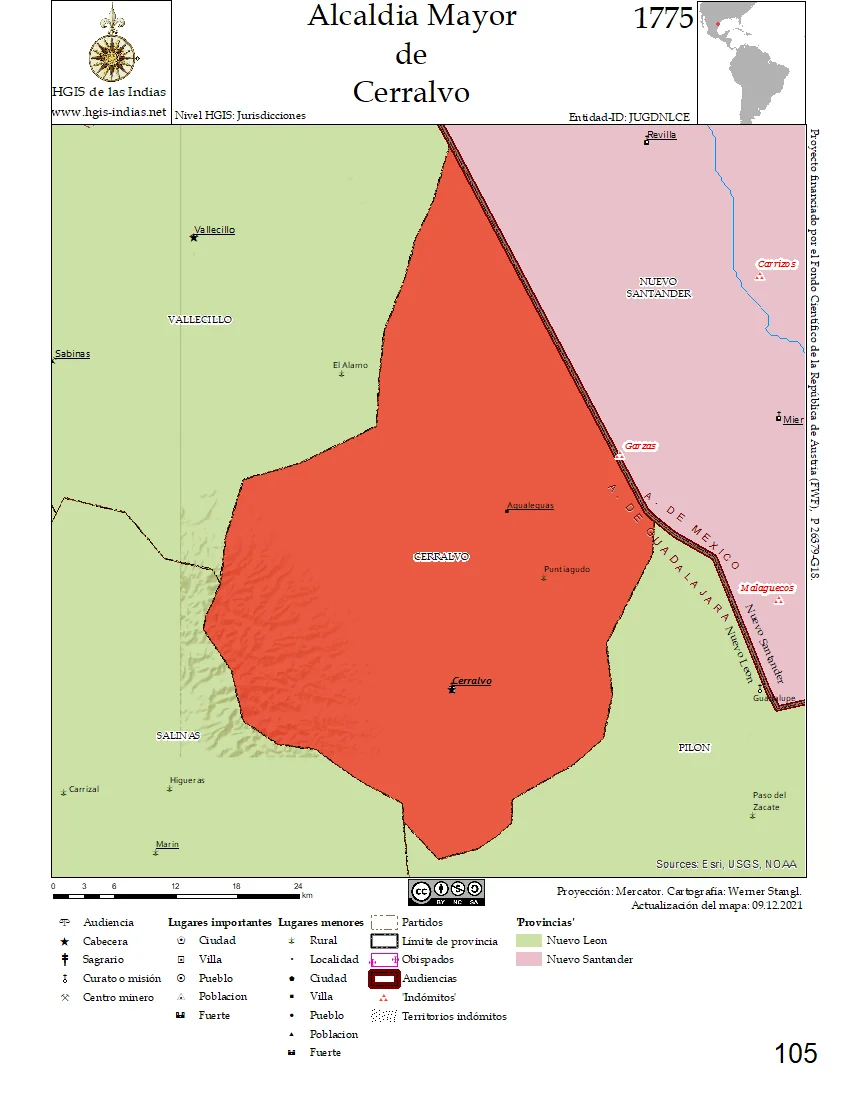 Alcaldia Mayor
de
Cerralvo
1775
HGIS de las Indias
www.hgis-indias.net
Nivel HGIS: Jurisdicciones
Entidad-ID: JUGDNLCE
Proyecto financiado por el Fondo Científico de la República de Austria (FWF), P 26379-G18.
Revilla
Vallecillo
Carrizos
NUEVO
SANTANDER
VALLECILLO
Sabinas
El Alamo
Mier
Garzas
Agualeguas
A. DE MEXICO
A. DE GUADALAJARA
CERRALVO
Puntiagudo
Malaguecos
Nuevo Santander
Nuevo Leon
Cerralvo
Guadalupe
SALINAS
PILON
Higueras
Carrizal
Paso del
Zacate
Marin
Sources: Esri, USGS, NOAA
0 3 6 12 18 24
km
cc
BY NC SA
Proyección: Mercator. Cartografía: Werner Stangl.
Actualización del mapa: 09.12.2021
Audiencia
Cabecera
Sagrario
Curato o misión
Centro minero
Lugares importantes
Ciudad
Villa
Pueblo
Poblacion
Fuerte
Lugares menores
Rural
Localidad
Ciudad
Villa
Pueblo
Poblacion
Fuerte
Partidos
Límite de provincia
Obispados
Audiencias
'Indómitos'
Territorios indómitos
'Provincias'
Nuevo Leon
Nuevo Santander
105